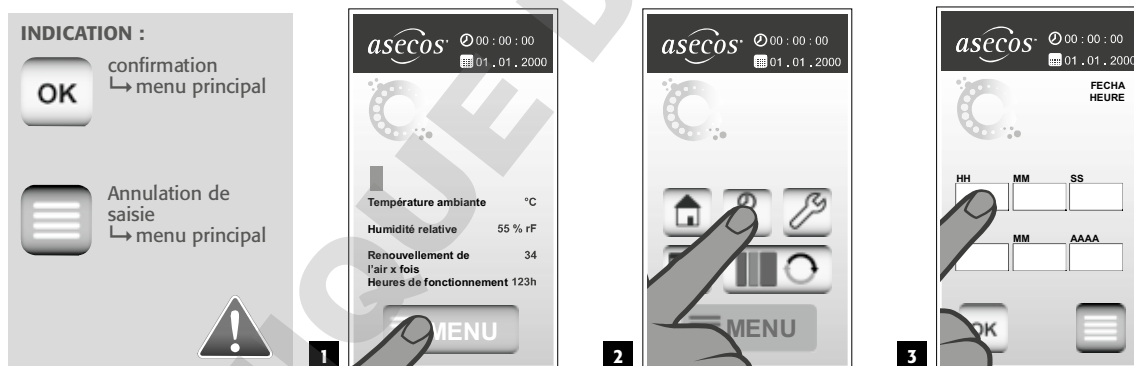 INDICATION :
OK
confirmation
↳ menu principal
Annulation de
saisie
↳ menu principal
asecos
00 : 00 : 00
01 . 01 . 2000
Température ambiante °C
Humidité relative 55 % rF
Renouvellement de 34
l'air x fois
Heures de fonctionnement 123h
MENU
1
asecos
00 : 00 : 00
01 . 01 . 2000
MENU
2
asecos
00 : 00 : 00
01 . 01 . 2000
FECHA
HEURE
HH MM SS
MM AAAA
OK
3